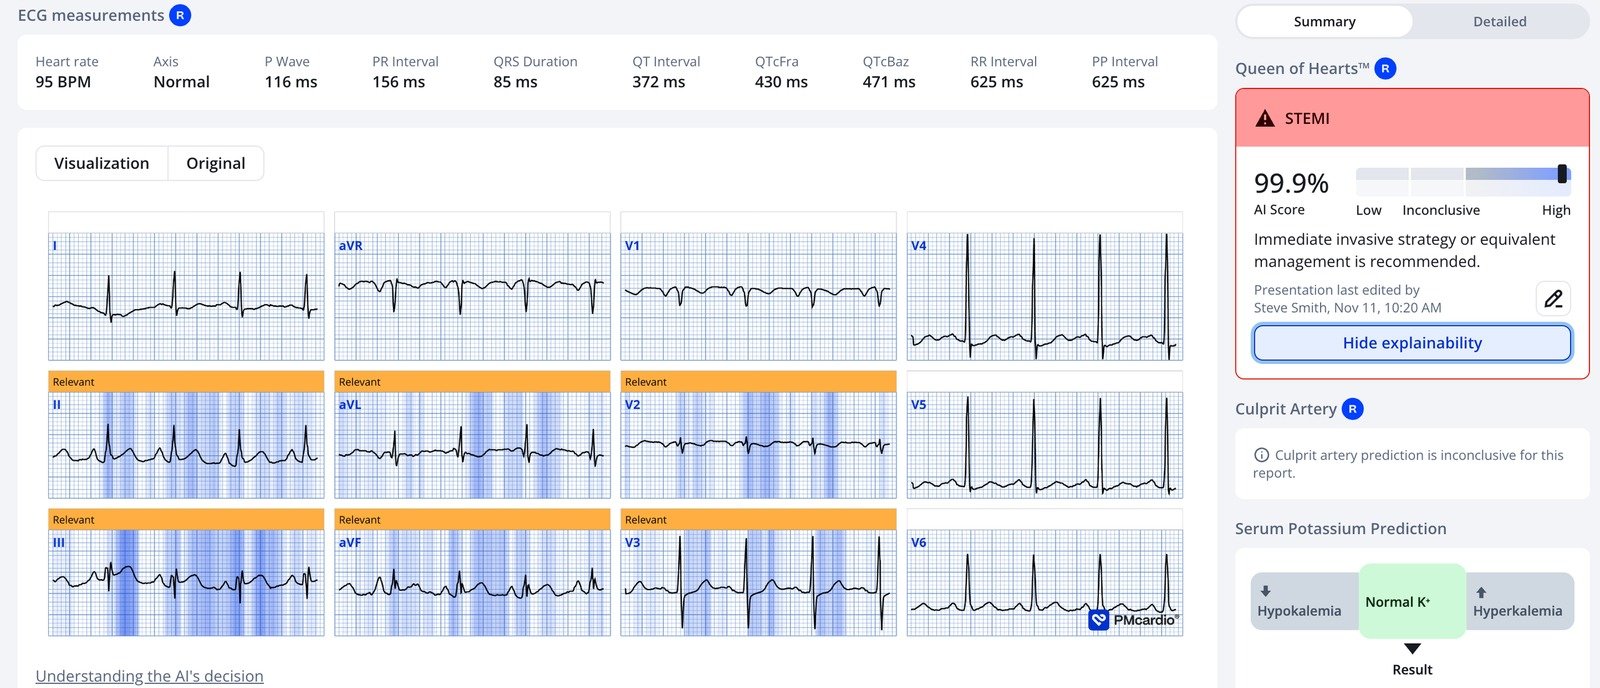 ECG measurements R
Heart rate Axis P Wave PR Interval QRS Duration QT Interval QTcFra QTcBaz RR Interval PP Interval
95 BPM Normal 116 ms 156 ms 85 ms 372 ms 430 ms 471 ms 625 ms 625 ms
Visualization Original
I aVR V1 V4
Relevant Relevant Relevant
II aVL V2 V5
Relevant Relevant Relevant
III aVF V3 V6
PMcardio®
Understanding the AI's decision
Summary Detailed
Queen of Hearts™ R
STEMI
99.9%
AI Score Low Inconclusive High
Immediate invasive strategy or equivalent
management is recommended.
Presentation last edited by
Steve Smith, Nov 11, 10:20 AM
Hide explainability
Culprit Artery R
Culprit artery prediction is inconclusive for this
report.
Serum Potassium Prediction
Hypokalemia Normal K⁺ Hyperkalemia
Result